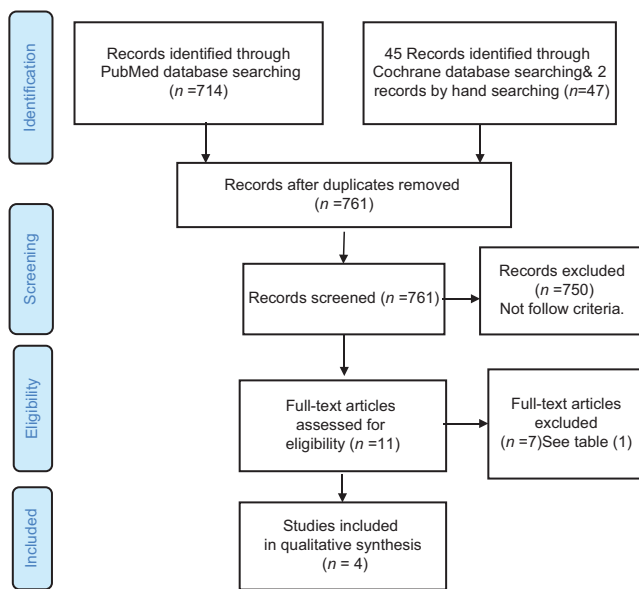 Identification
Records identified through
PubMed database searching
(n =714)
45 Records identified through
Cochrane database searching& 2
records by hand searching (n=47)
Records after duplicates removed
(n =761)
Screening
Records screened (n =761)
Records excluded
(n =750)
Not follow criteria.
Eligibility
Full-text articles
assessed for
eligibility (n =11)
Full-text articles
excluded
(n =7)See table (1)
Included
Studies included
in qualitative synthesis
(n = 4)